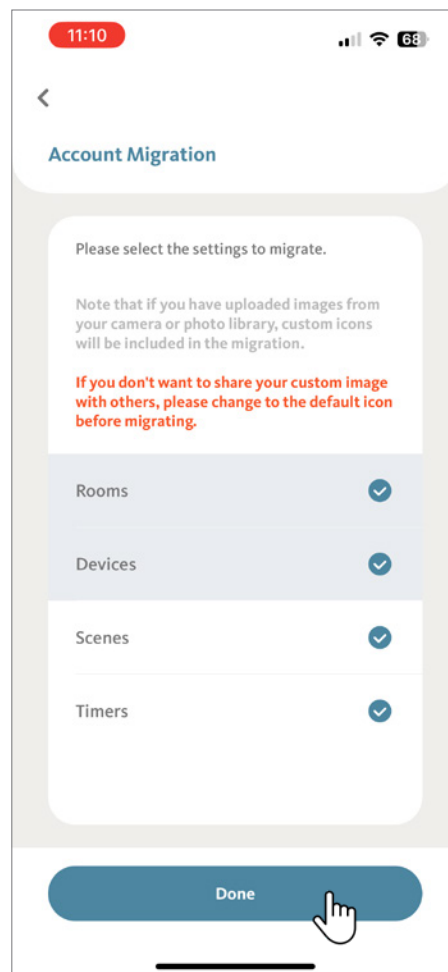 11:10
68
Account Migration
Please select the settings to migrate.
Note that if you have uploaded images from
your camera or photo library, custom icons
will be included in the migration.
If you don't want to share your custom image
with others, please change to the default icon
before migrating.
Rooms
Devices
Scenes
Timers
Done